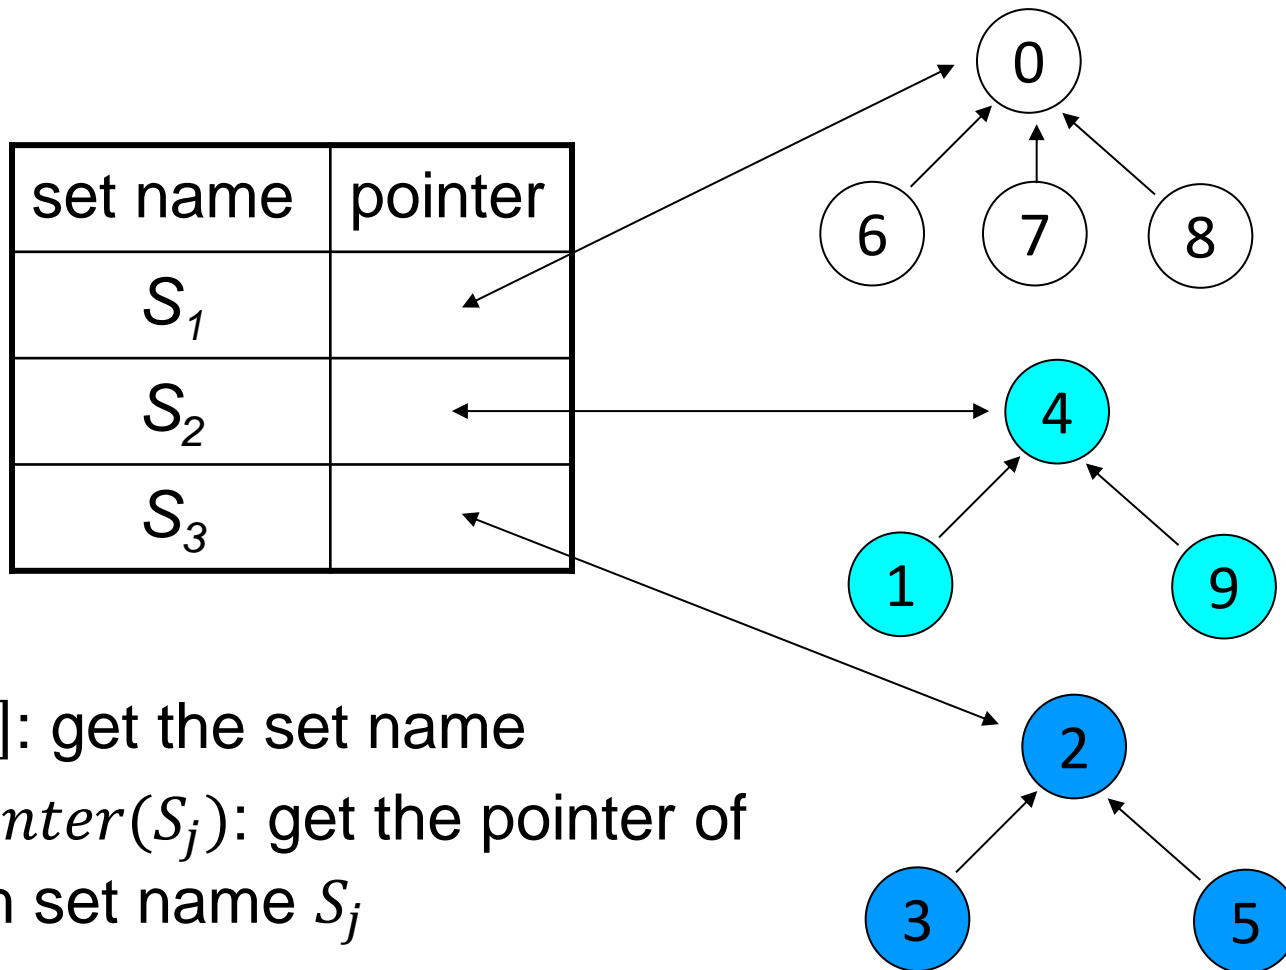 set name pointer
S1
S2
S3
0
6 7 8
4
1 9
2
3 5
]: get the set name
nter(Sj): get the pointer of
set name Sj